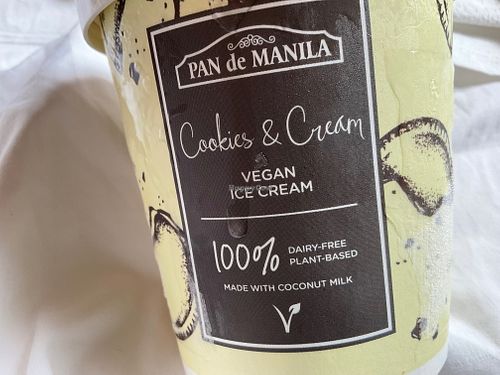 PAN de MANILA
Cookies & Cream
VEGAN
ICE CREAM
100% DAIRY-FREE
PLANT-BASED
MADE WITH COCONUT MILK